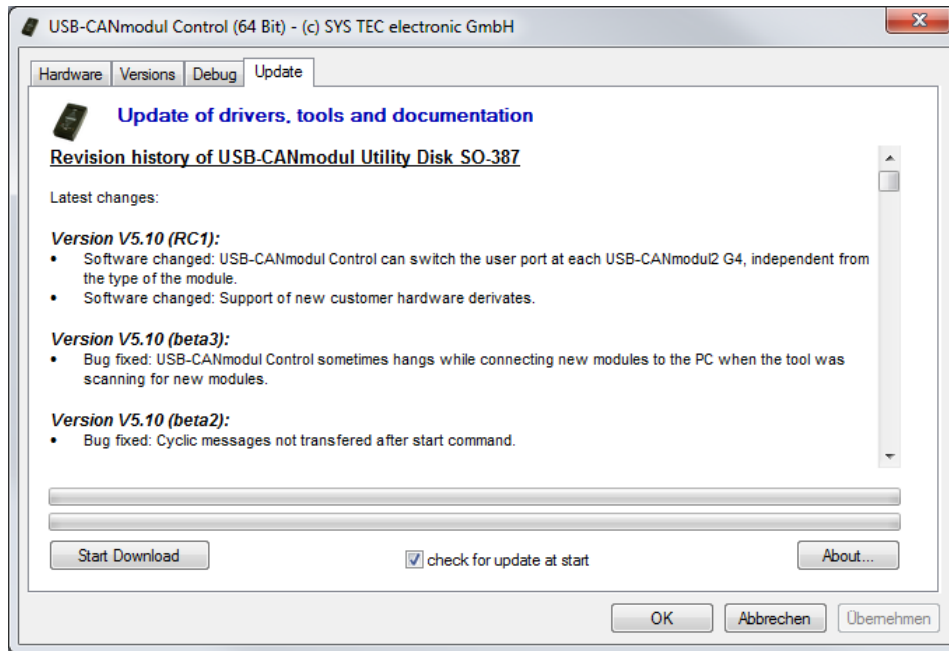 USB-CANmodul Control (64 Bit) - (c) SYS TEC electronic GmbH
Hardware Versions Debug Update
Update of drivers, tools and documentation
Revision history of USB-CANmodul Utility Disk SO-387
Latest changes:
Version V5.10 (RC1):
• Software changed: USB-CANmodul Control can switch the user port at each USB-CANmodul2 G4, independent from
the type of the module.
• Software changed: Support of new customer hardware derivates.
Version V5.10 (beta3):
• Bug fixed: USB-CANmodul Control sometimes hangs while connecting new modules to the PC when the tool was
scanning for new modules.
Version V5.10 (beta2):
• Bug fixed: Cyclic messages not transfered after start command.
Start Download
check for update at start
About...
OK
Abbrechen
Übernehmen